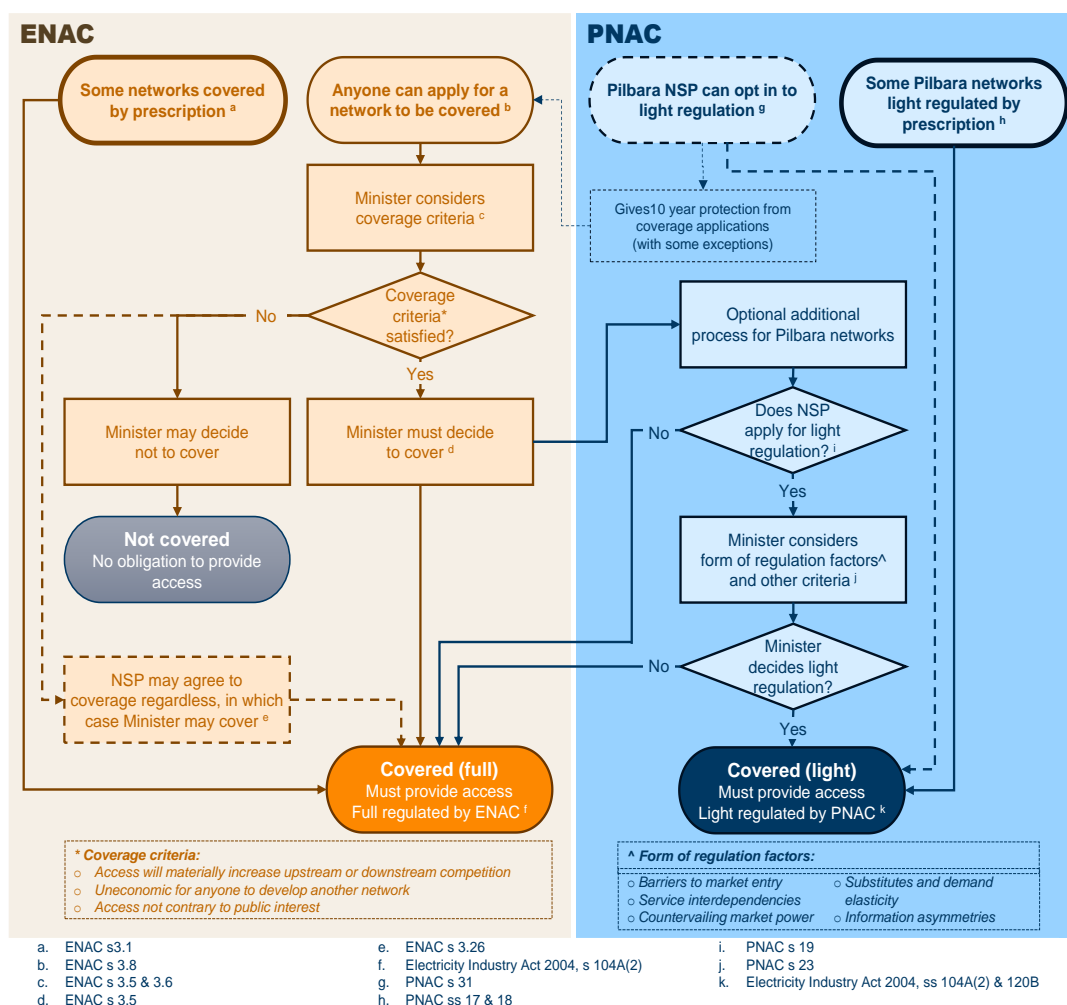 ENAC
Some networks covered
by prescription a
Anyone can apply for a
network to be covered b
Minister considers
coverage criteria c
Coverage
criteria*
satisfied?
No
Yes
Minister may decide
not to cover
Minister must decide
to cover d
Not covered
No obligation to provide
access
NSP may agree to
coverage regardless, in which
case Minister may cover e
Covered (full)
Must provide access
Full regulated by ENAC f
* Coverage criteria:
○ Access will materially increase upstream or downstream competition
○ Uneconomic for anyone to develop another network
○ Access not contrary to public interest
PNAC
Pilbara NSP can opt in to
light regulation g
Some Pilbara networks
light regulated by
prescription h
Gives10 year protection from
coverage applications
(with some exceptions)
Optional additional
process for Pilbara networks
Does NSP
apply for light
regulation? i
No
Yes
Minister considers
form of regulation factors^
and other criteria j
Minister
decides light
regulation?
No
Yes
Covered (light)
Must provide access
Light regulated by PNAC k
^ Form of regulation factors:
○ Barriers to market entry
○ Service interdependencies
○ Countervailing market power
○ Substitutes and demand
elasticity
○ Information asymmetries
a. ENAC s3.1
b. ENAC s 3.8
c. ENAC s 3.5 & 3.6
d. ENAC s 3.5
e. ENAC s 3.26
f. Electricity Industry Act 2004, s 104A(2)
g. PNAC s 31
h. PNAC ss 17 & 18
i. PNAC s 19
j. PNAC s 23
k. Electricity Industry Act 2004, ss 104A(2) & 120B